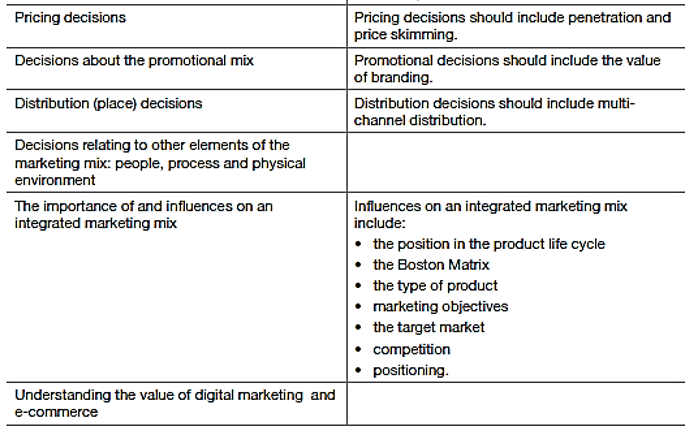 Pricing decisions
Pricing decisions should include penetration and
price skimming.
Decisions about the promotional mix
Promotional decisions should include the value
of branding.
Distribution (place) decisions
Distribution decisions should include multi-
channel distribution.
Decisions relating to other elements of the
marketing mix: people, process and physical
environment
The importance of and influences on an
integrated marketing mix
Influences on an integrated marketing mix
include:
• the position in the product life cycle
• the Boston Matrix
• the type of product
• marketing objectives
• the target market
• competition
• positioning.
Understanding the value of digital marketing and
e-commerce